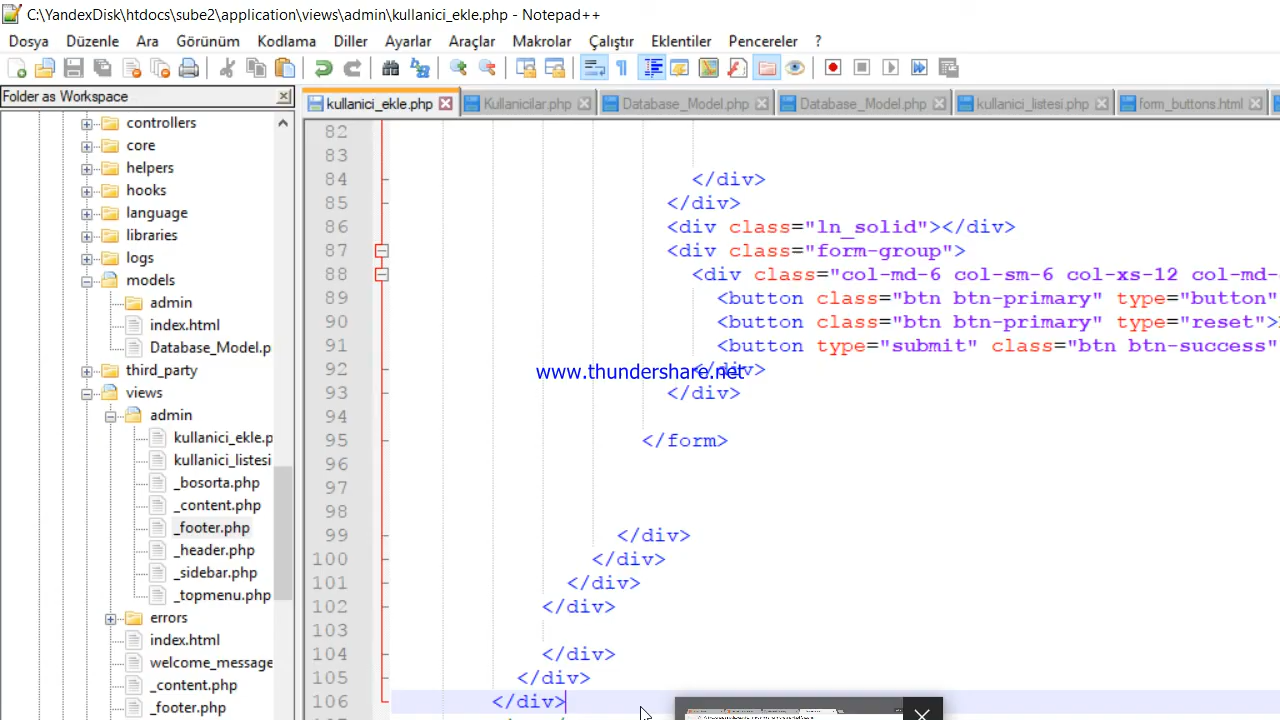 C:\YandexDisk\htdocs\sube2\application\views\admin\kullanici_ekle.php - Notepad++
Dosya Düzenle Ara Görünüm Kodlama Diller Ayarlar Araçlar Makrolar Çalıştır Eklentiler Pencereler ?
Folder as Workspace
kullanici_ekle.php Kullanicilar.php Database_Model.php Database_Model.php kullanici_listesi.php form_buttons.html
controllers
core
helpers
hooks
language
libraries
logs
models
admin
index.html
Database_Model.p
third_party
views
admin
kullanici_ekle.p
kullanici_listesi
_bosorta.php
_content.php
_footer.php
_header.php
_sidebar.php
_topmenu.php
errors
index.html
welcome_message
_content.php
_footer.php
82
83
84 </div>
85 </div>
86 <div class="ln_solid"></div>
87 <div class="form-group">
88 <div class="col-md-6 col-sm-6 col-xs-12 col-md-
89 <button class="btn btn-primary" type="button"
90 <button class="btn btn-primary" type="reset">
91 <button type="submit" class="btn btn-success"
92 </div>
www.thundershare.net
93 </div>
94
95 </form>
96
97
98
99 </div>
100 </div>
101 </div>
102 </div>
103
104 </div>
105 </div>
106 </div>